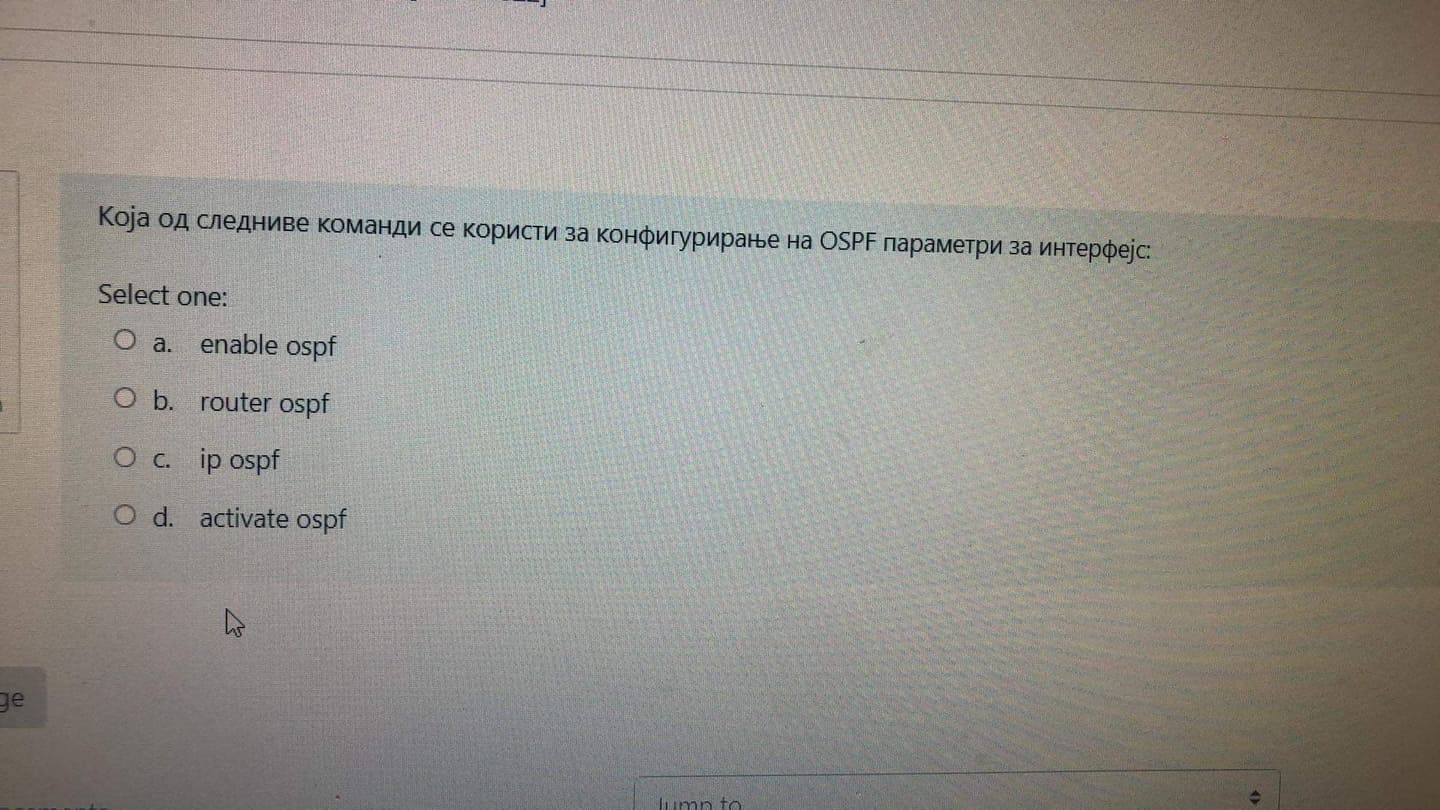 Која од следниве команди се користи за конфигурирање на OSPF параметри за интерфејс:
Select one:
a. enable ospf
b. router ospf
c. ip ospf
d. activate ospf
ge
Jump to